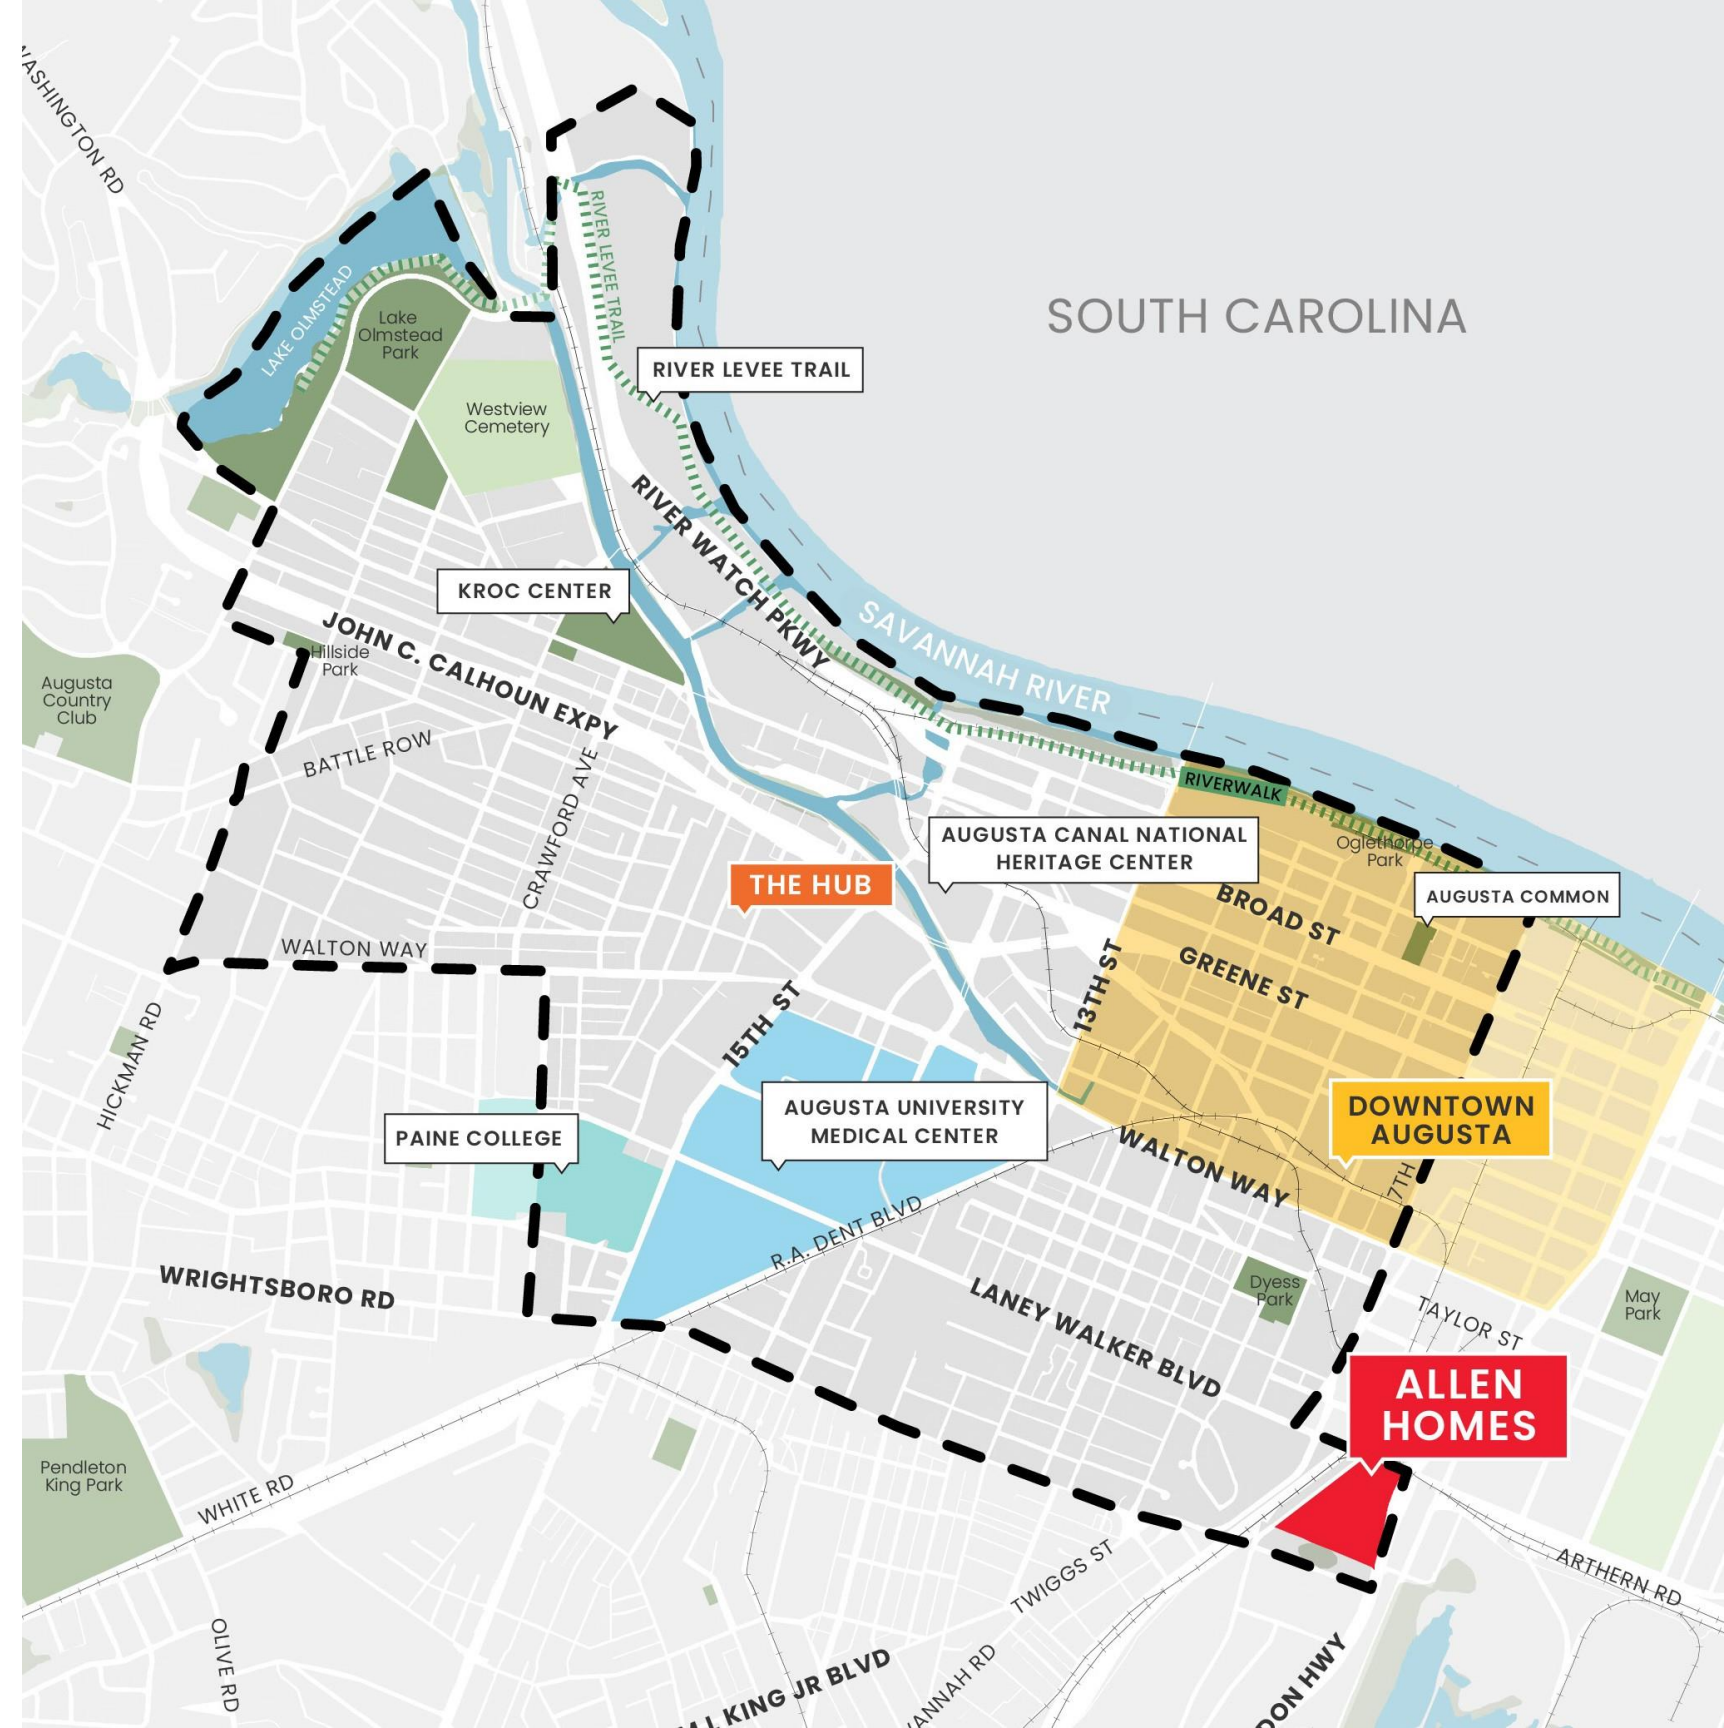 WASHINGTON RD
LAKE OLMSTEAD
Lake
Olmstead
Park
RIVER LEVEE TRAIL
SOUTH CAROLINA
RIVER LEVEE TRAIL
Westview
Cemetery
RIVER WATCH PKWY
KROC CENTER
SAVANNAH RIVER
JOHN C. CALHOUN EXPY
Hillside
Park
Augusta
Country
Club
BATTLE ROW
CRAWFORD AVE
RIVERWALK
AUGUSTA CANAL NATIONAL
HERITAGE CENTER
Oglethorpe
Park
THE HUB
BROAD ST
AUGUSTA COMMON
WALTON WAY
GREENE ST
13TH ST
15TH ST
HICKMAN RD
PAINE COLLEGE
AUGUSTA UNIVERSITY
MEDICAL CENTER
DOWNTOWN
AUGUSTA
WALTON WAY
7TH
R.A. DENT BLVD
WRIGHTSBORO RD
LANEY WALKER BLVD
Dyess
Park
TAYLOR ST
May
Park
ALLEN
HOMES
Pendleton
King Park
WHITE RD
TWIGGS ST
ARTHERN RD
OLIVE RD
M L KING JR BLVD
VANNAH RD
DON HWY